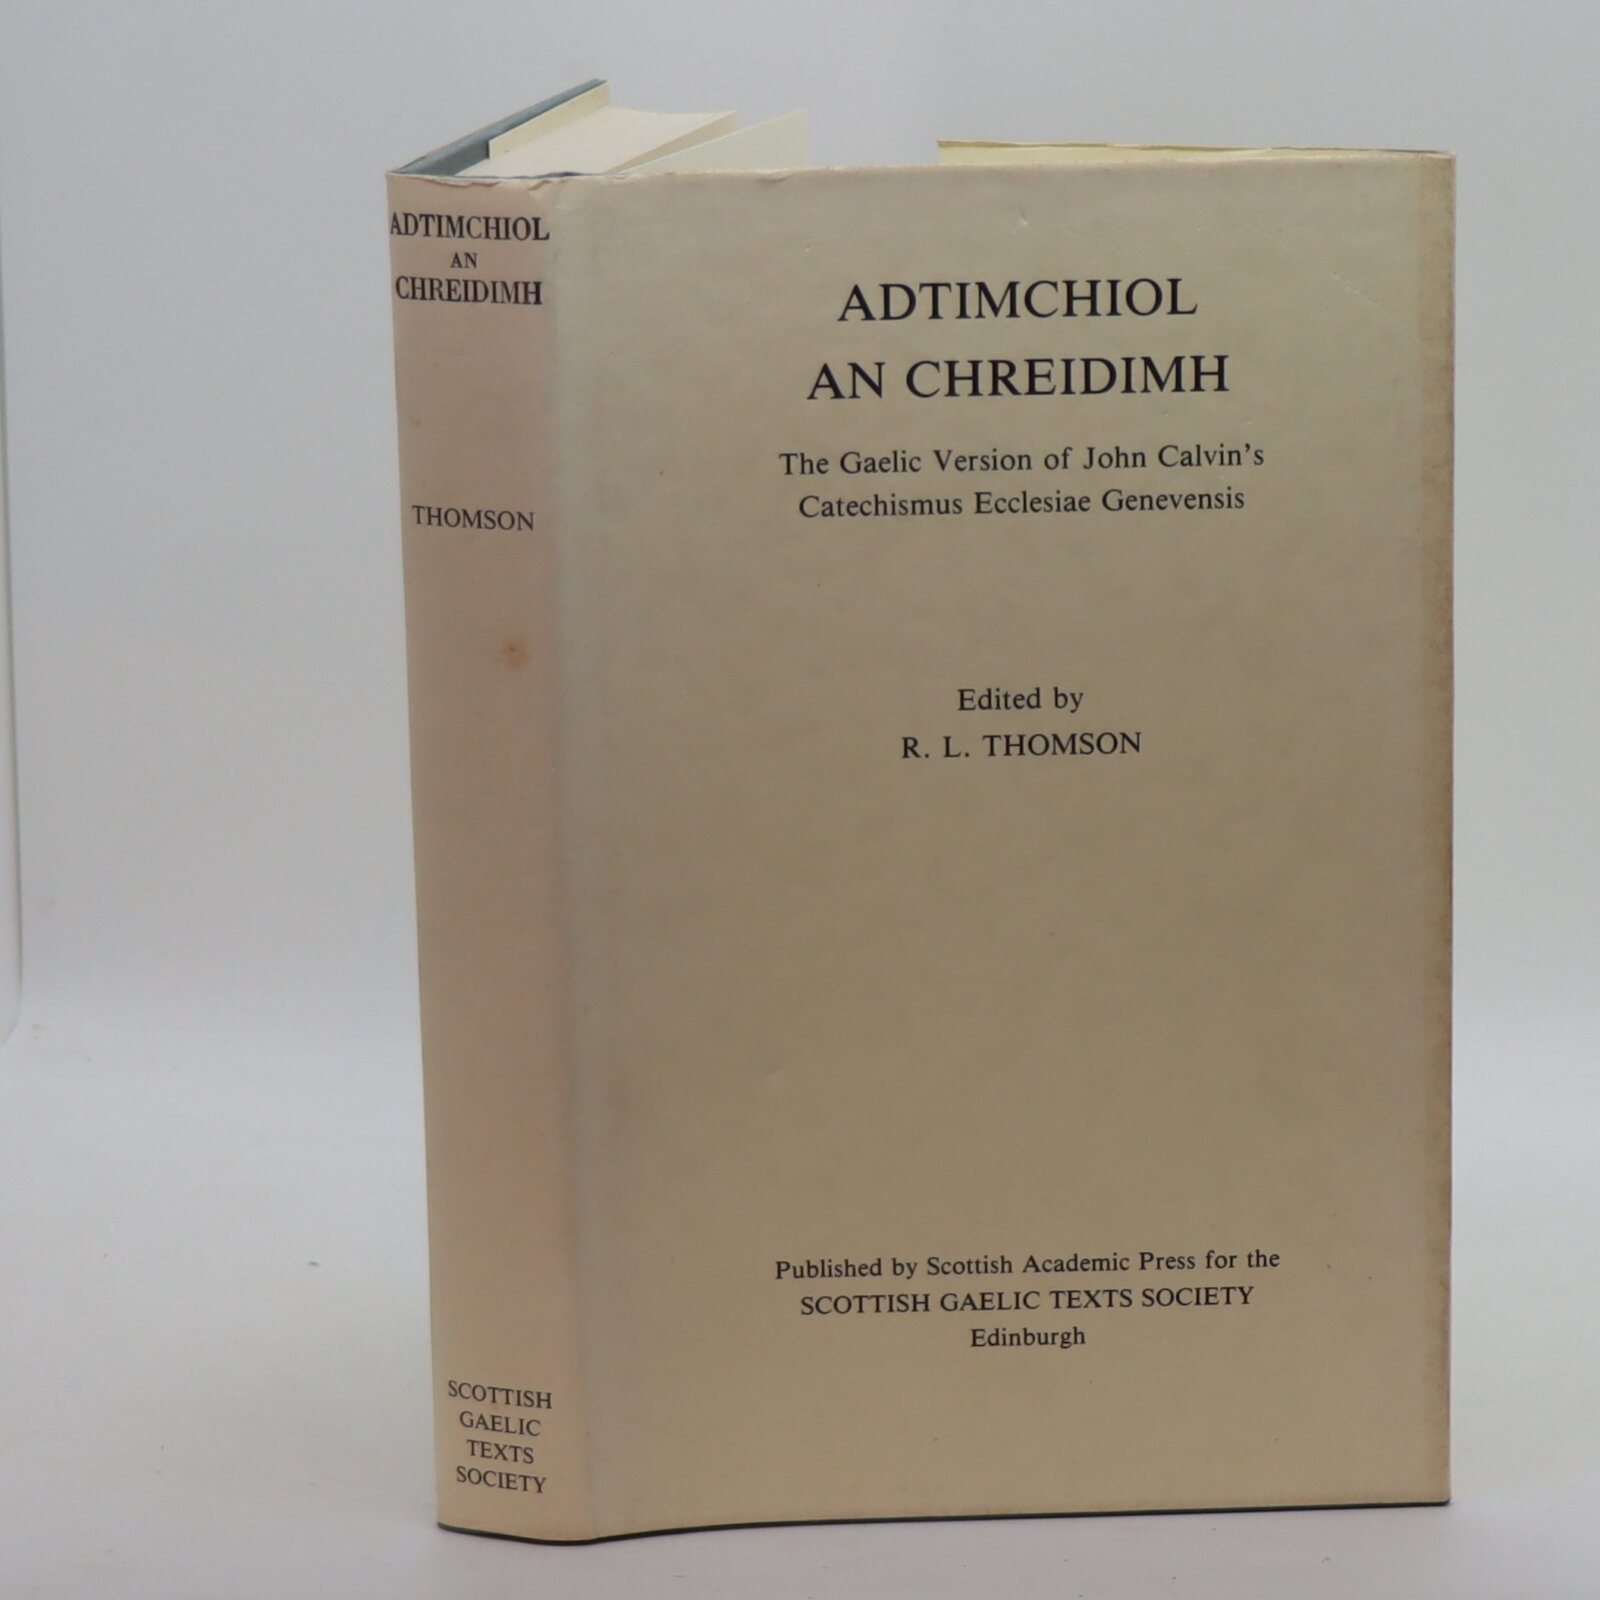 ADTIMCHIOL
AN
CHREIDIMH
THOMSON
SCOTTISH
GAELIC
TEXTS
SOCIETY
ADTIMCHIOL
AN CHREIDIMH
The Gaelic Version of John Calvin's
Catechismus Ecclesiae Genevensis
Edited by
R. L. THOMSON
Published by Scottish Academic Press for the
SCOTTISH GAELIC TEXTS SOCIETY
Edinburgh